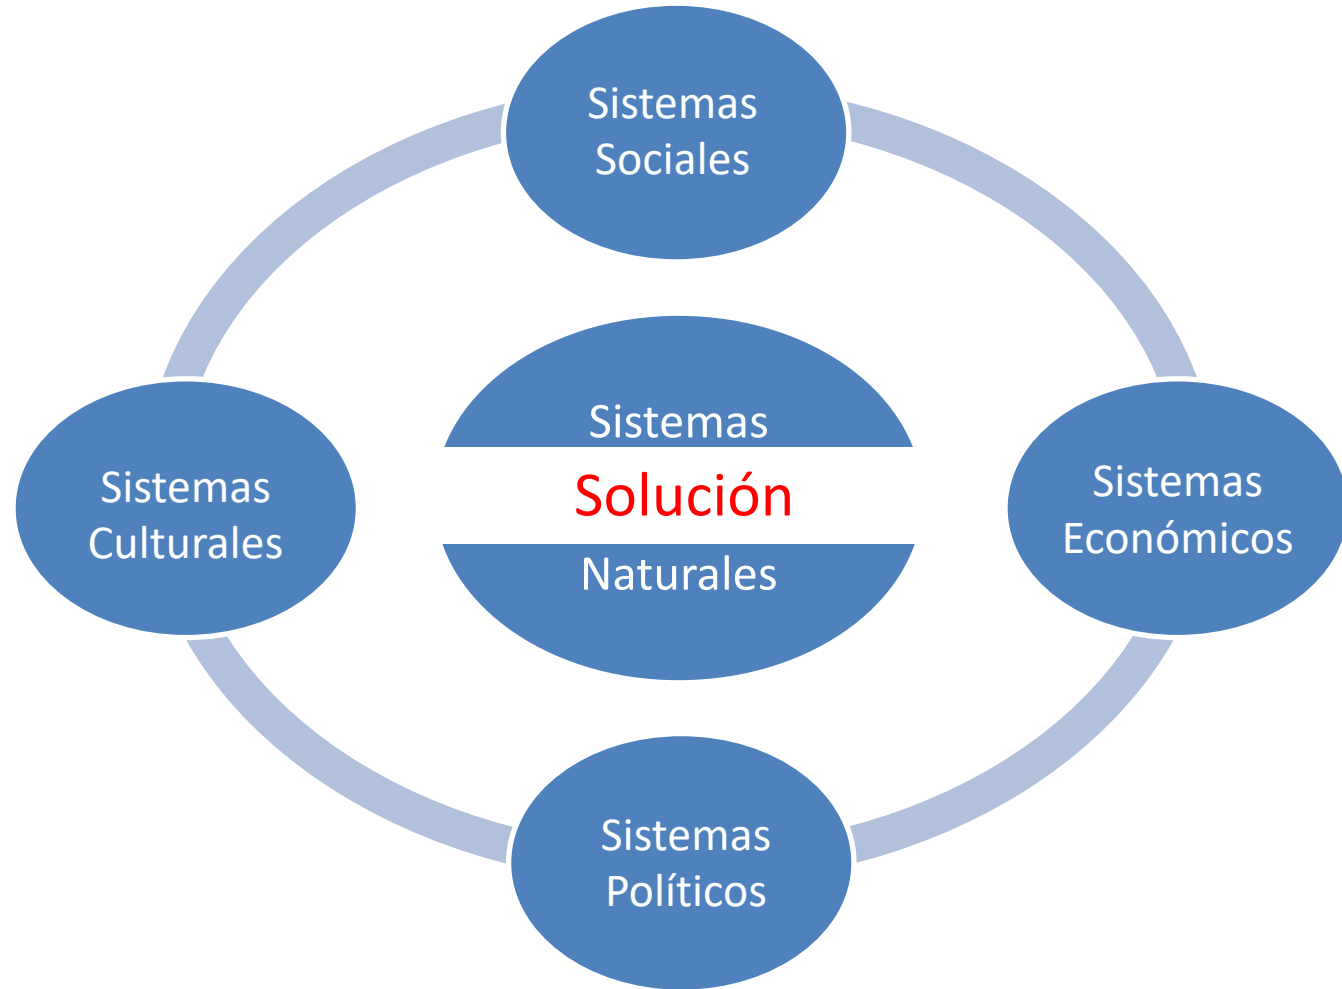 Sistemas
Sociales
Sistemas
Solución
Naturales
Sistemas
Culturales
Sistemas
Económicos
Sistemas
Políticos